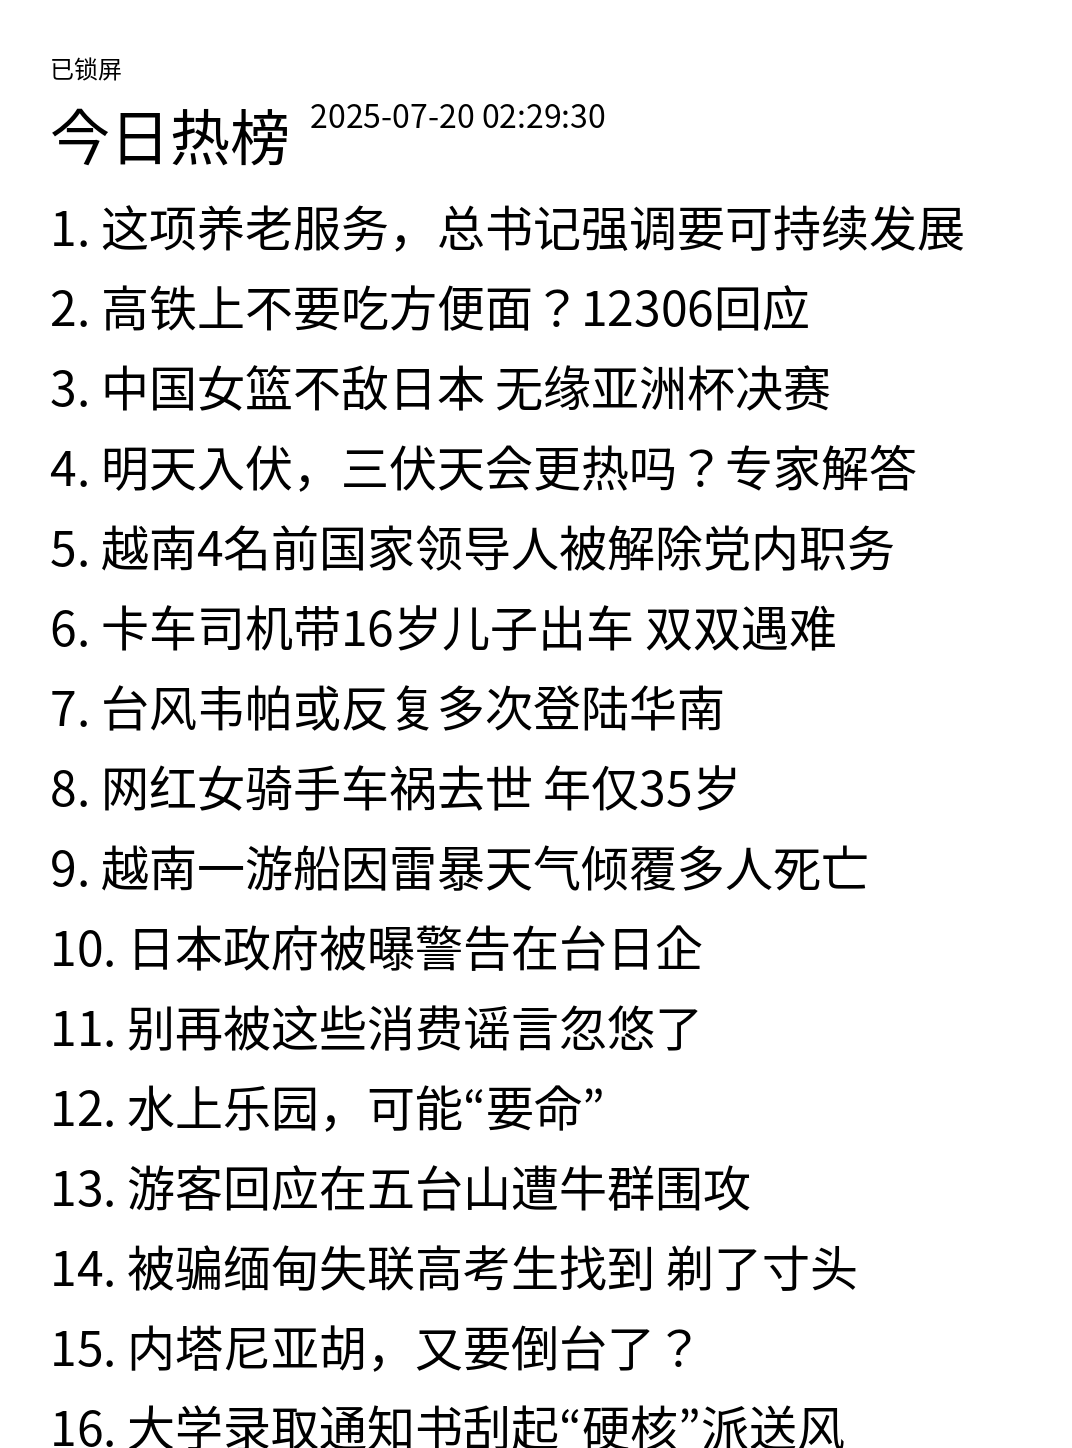 已锁屏
今日热榜 2025-07-20 02:29:30
1. 这项养老服务，总书记强调要可持续发展
2. 高铁上不要吃方便面？12306回应
3. 中国女篮不敌日本 无缘亚洲杯决赛
4. 明天入伏，三伏天会更热吗？专家解答
5. 越南4名前国家领导人被解除党内职务
6. 卡车司机带16岁儿子出车 双双遇难
7. 台风韦帕或反复多次登陆华南
8. 网红女骑手车祸去世 年仅35岁
9. 越南一游船因雷暴天气倾覆多人死亡
10. 日本政府被曝警告在台日企
11. 别再被这些消费谣言忽悠了
12. 水上乐园，可能“要命”
13. 游客回应在五台山遭牛群围攻
14. 被骗缅甸失联高考生找到 剃了寸头
15. 内塔尼亚胡，又要倒台了？
16. 大学录取通知书刮起“硬核”派送风